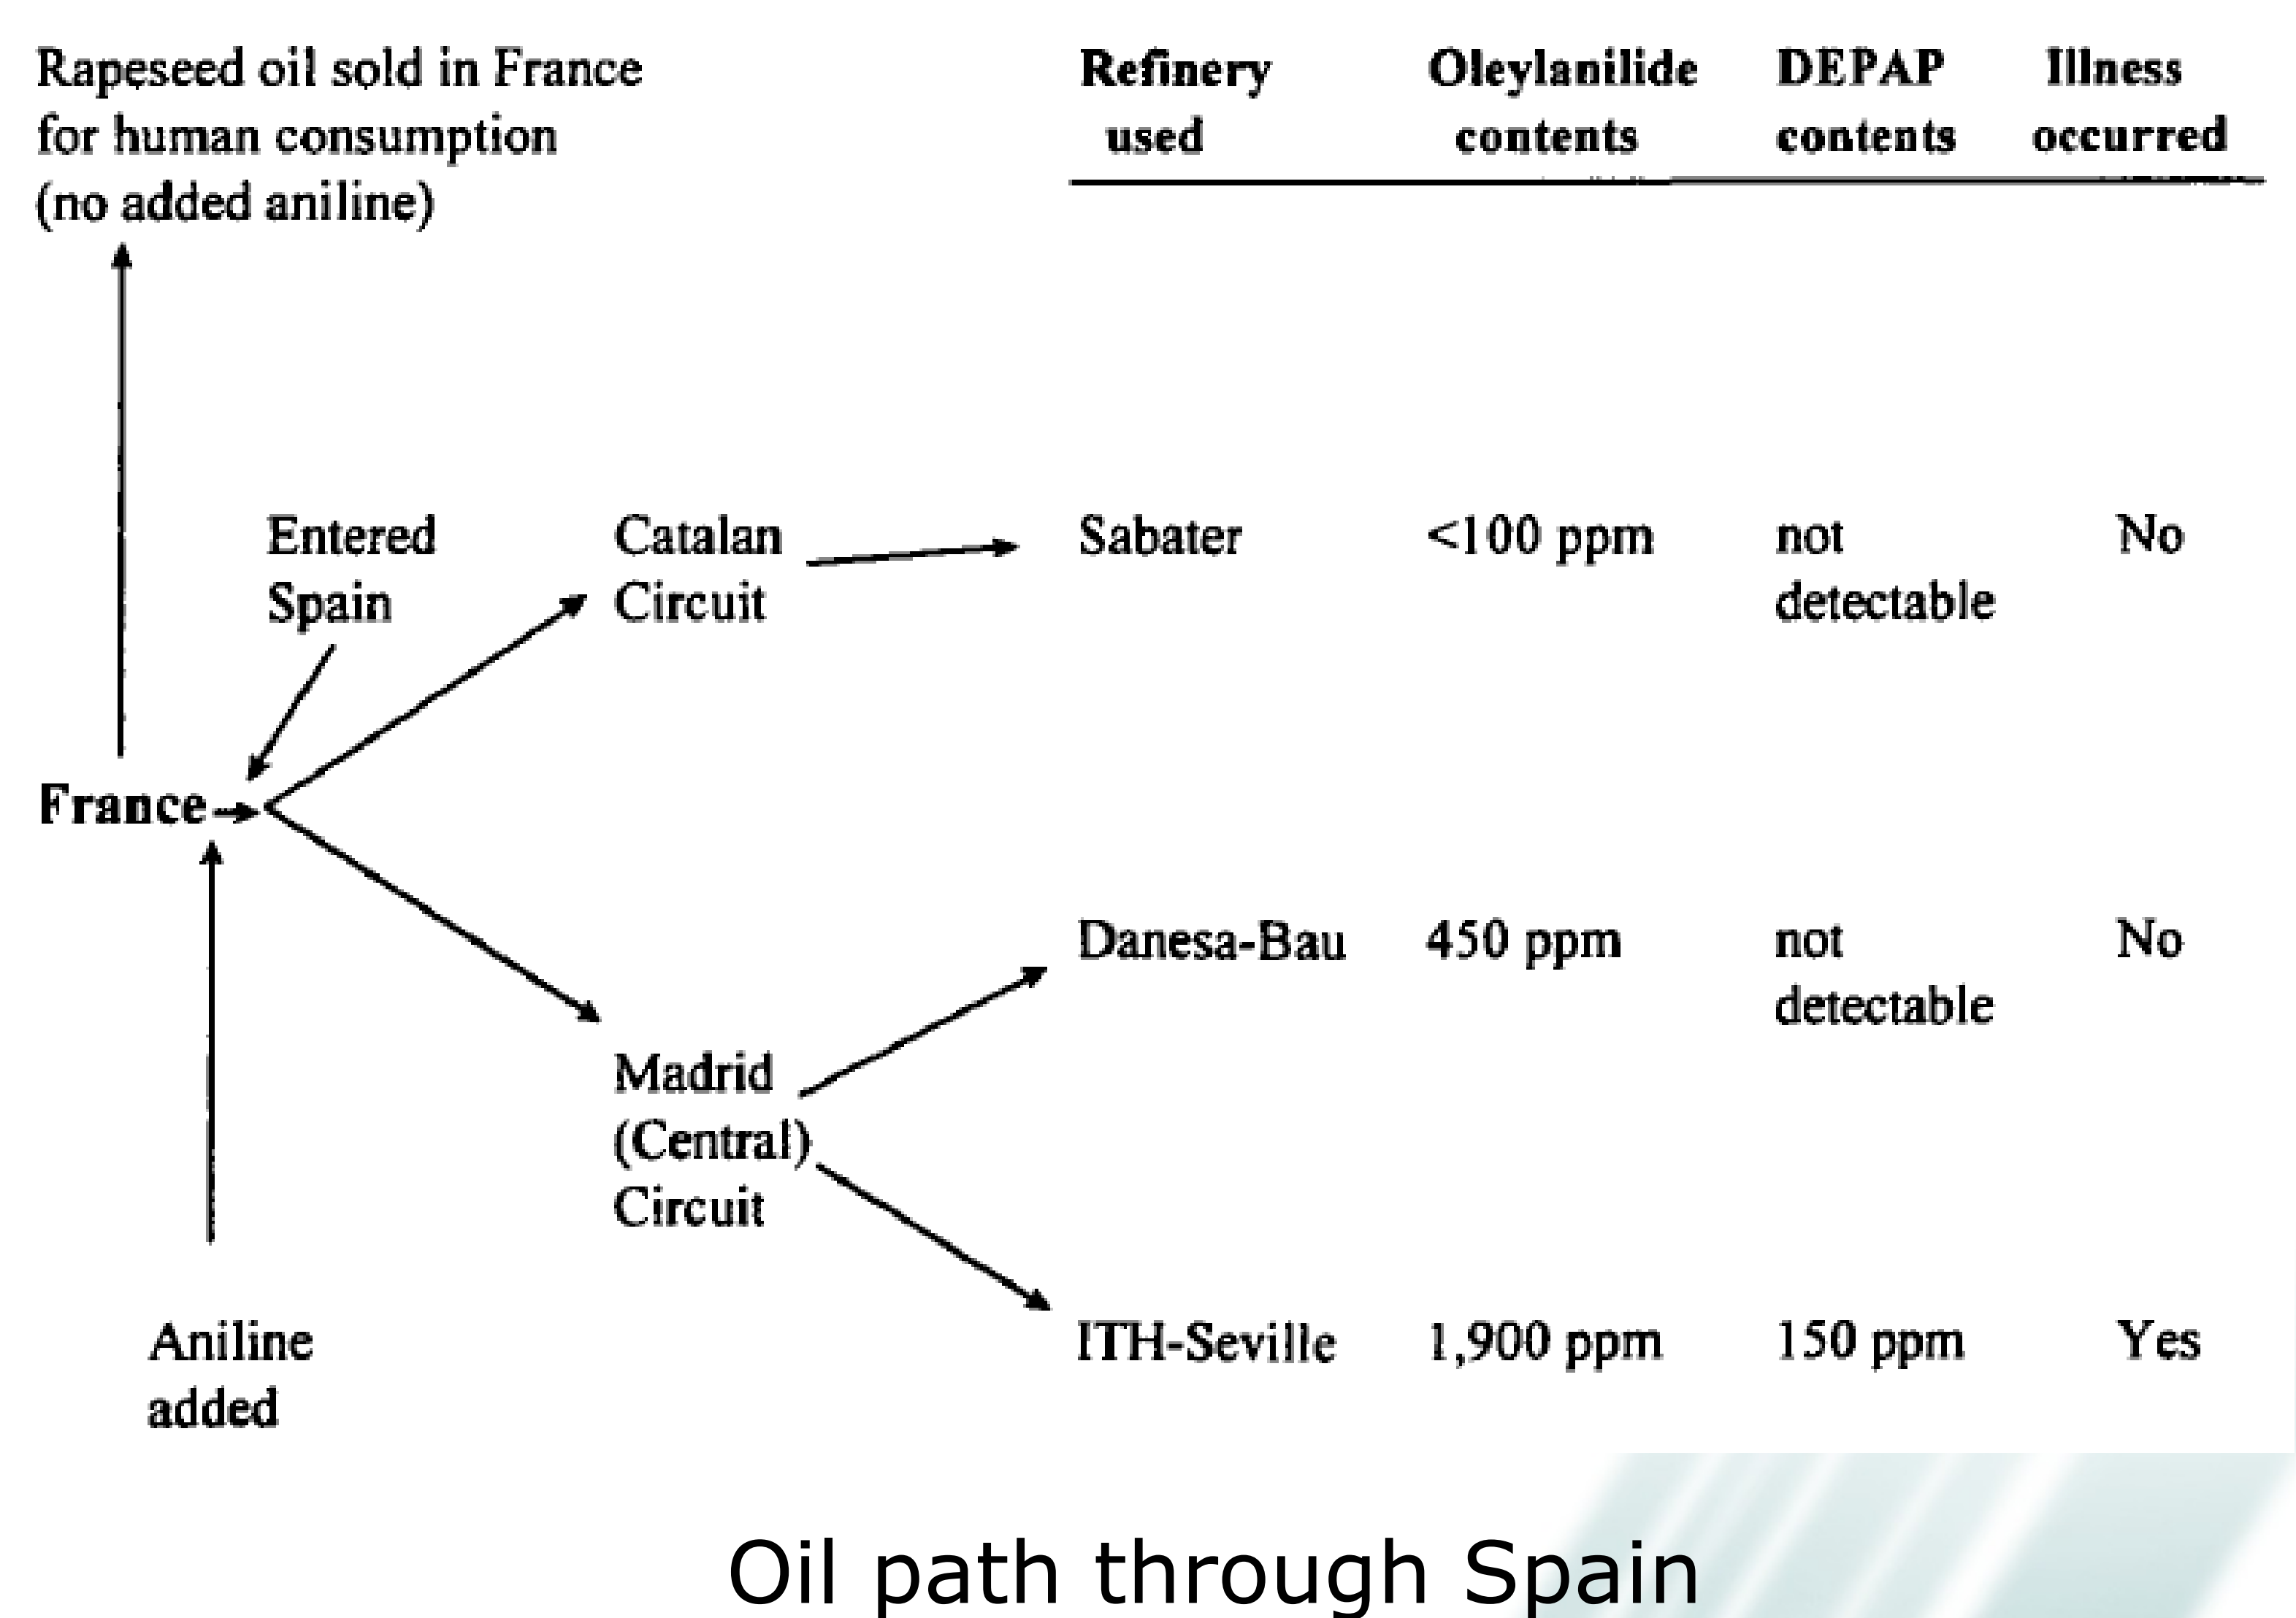 Rapeseed oil sold in France
for human consumption
(no added aniline)
Refinery used
Oleylanilide contents
DEPAP contents
Illness occurred
Entered
Spain
Catalan
Circuit
Sabater
<100 ppm
not
detectable
No
France
Danesa-Bau
450 ppm
not
detectable
No
Madrid
(Central)
Circuit
Aniline
added
ITH-Seville
1,900 ppm
150 ppm
Yes
Oil path through Spain